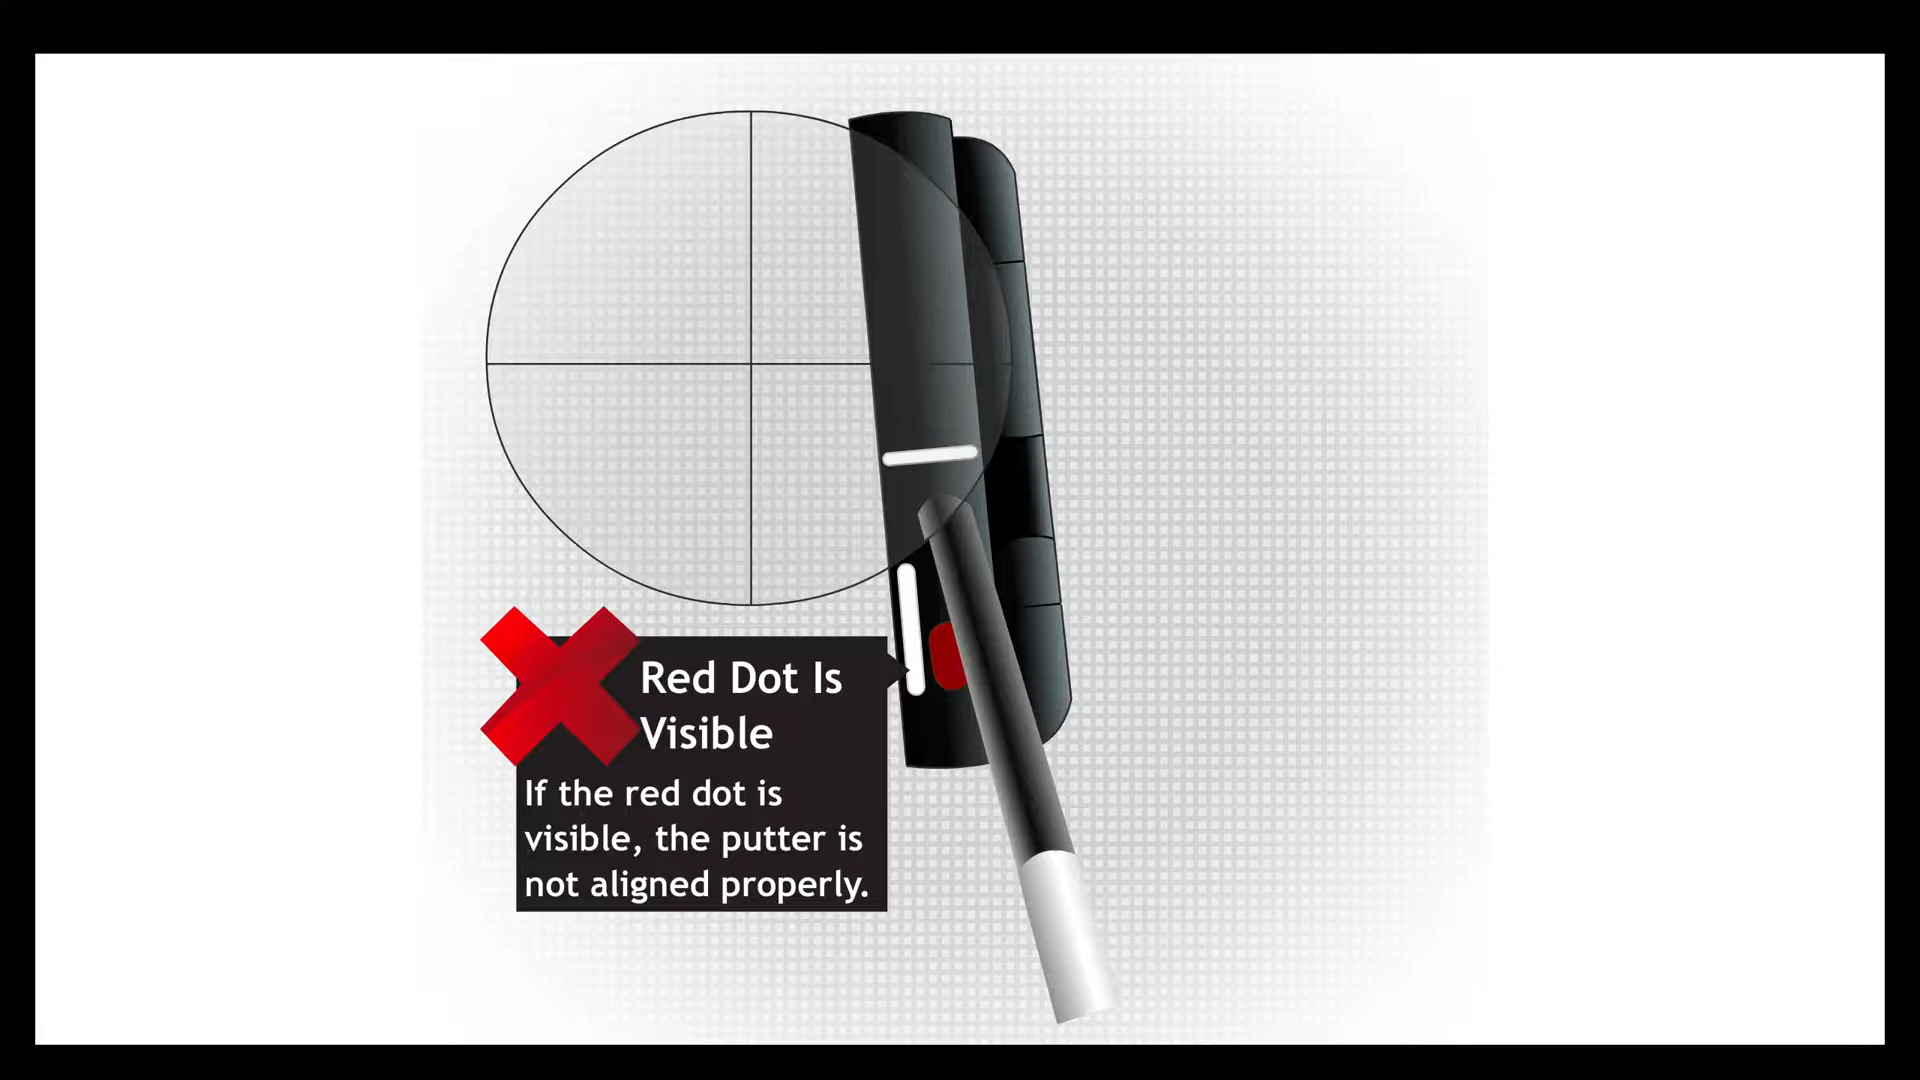 Red Dot Is
Visible
If the red dot is
visible, the putter is
not aligned properly.